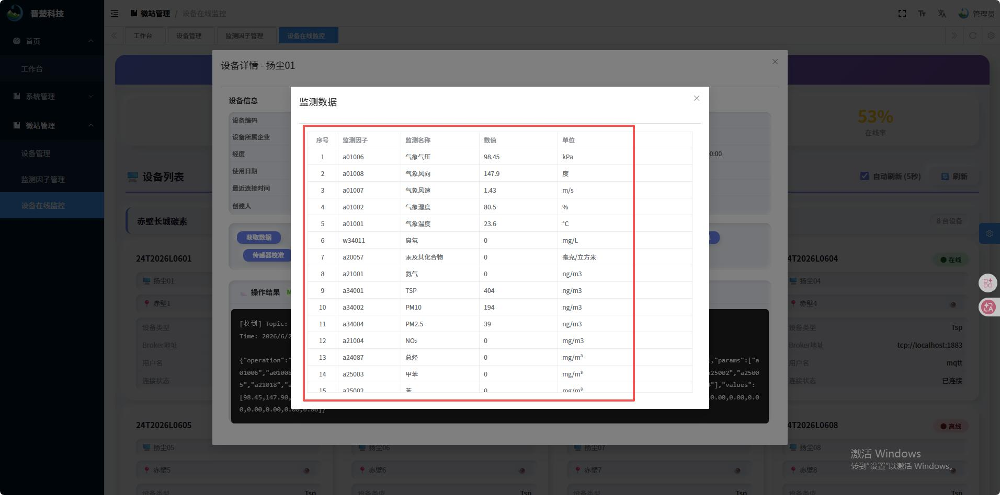 晋楚科技
微站管理 / 设备在线监控
管理员
首页
工作台
系统管理
微站管理
设备管理
监测因子管理
设备在线监控
工作台 设备管理 监测因子管理 设备在线监控
53%
在线率
设备列表
自动刷新 (5秒) 刷新
赤壁长城碳素
8 台设备
设备详情 - 扬尘01
设备信息
设备编码
设备所属企业
经度
使用日期
最近连接时间
创建人
0:00
获取数据
传感器校准
操作结果
[收到] Topic:
Time: 2026/6/2
{"operation":" ,"params":["a
01006","a01008 a25002","a2500
5","a21018","a 4"],"values":
[98.45,147.90, 0.00,0.00,0.0
0,0.00,0.00,0.00,0.00]}
监测数据
序号 监测因子 监测名称 数值 单位
1 a01006 气象气压 98.45 kPa
2 a01008 气象风向 147.9 度
3 a01007 气象风速 1.43 m/s
4 a01002 气象湿度 80.5 %
5 a01001 气象温度 23.6 ℃
6 w34011 臭氧 0 mg/L
7 a20057 汞及其化合物 0 毫克/立方米
8 a21001 氨气 0 ng/m3
9 a34001 TSP 404 ng/m3
10 a34002 PM10 194 ng/m3
11 a34004 PM2.5 39 ng/m3
12 a21004 NO₂ 0 mg/m3
13 a24087 总烃 0 mg/m³
14 a25003 甲苯 0 mg/m³
15 a25002 苯 0 mg/m³
24T2026L0601
扬尘01
赤壁1
设备类型
Broker地址
用户名
连接状态
4T2026L0604 在线
扬尘04
赤壁4
设备类型 Tsp
Broker地址 tcp://localhost:1883
用户名 mqtt
连接状态 已连接
24T2026L0605
扬尘05
赤壁5
设备类型 Tsp
扬尘06
赤壁6
设备类型 Tsp
扬尘07
赤壁7
设备类型 Tsp
4T2026L0608 离线
扬尘08
赤壁8
设备类型 Tsp
激活 Windows
转到“设置”以激活 Windows。